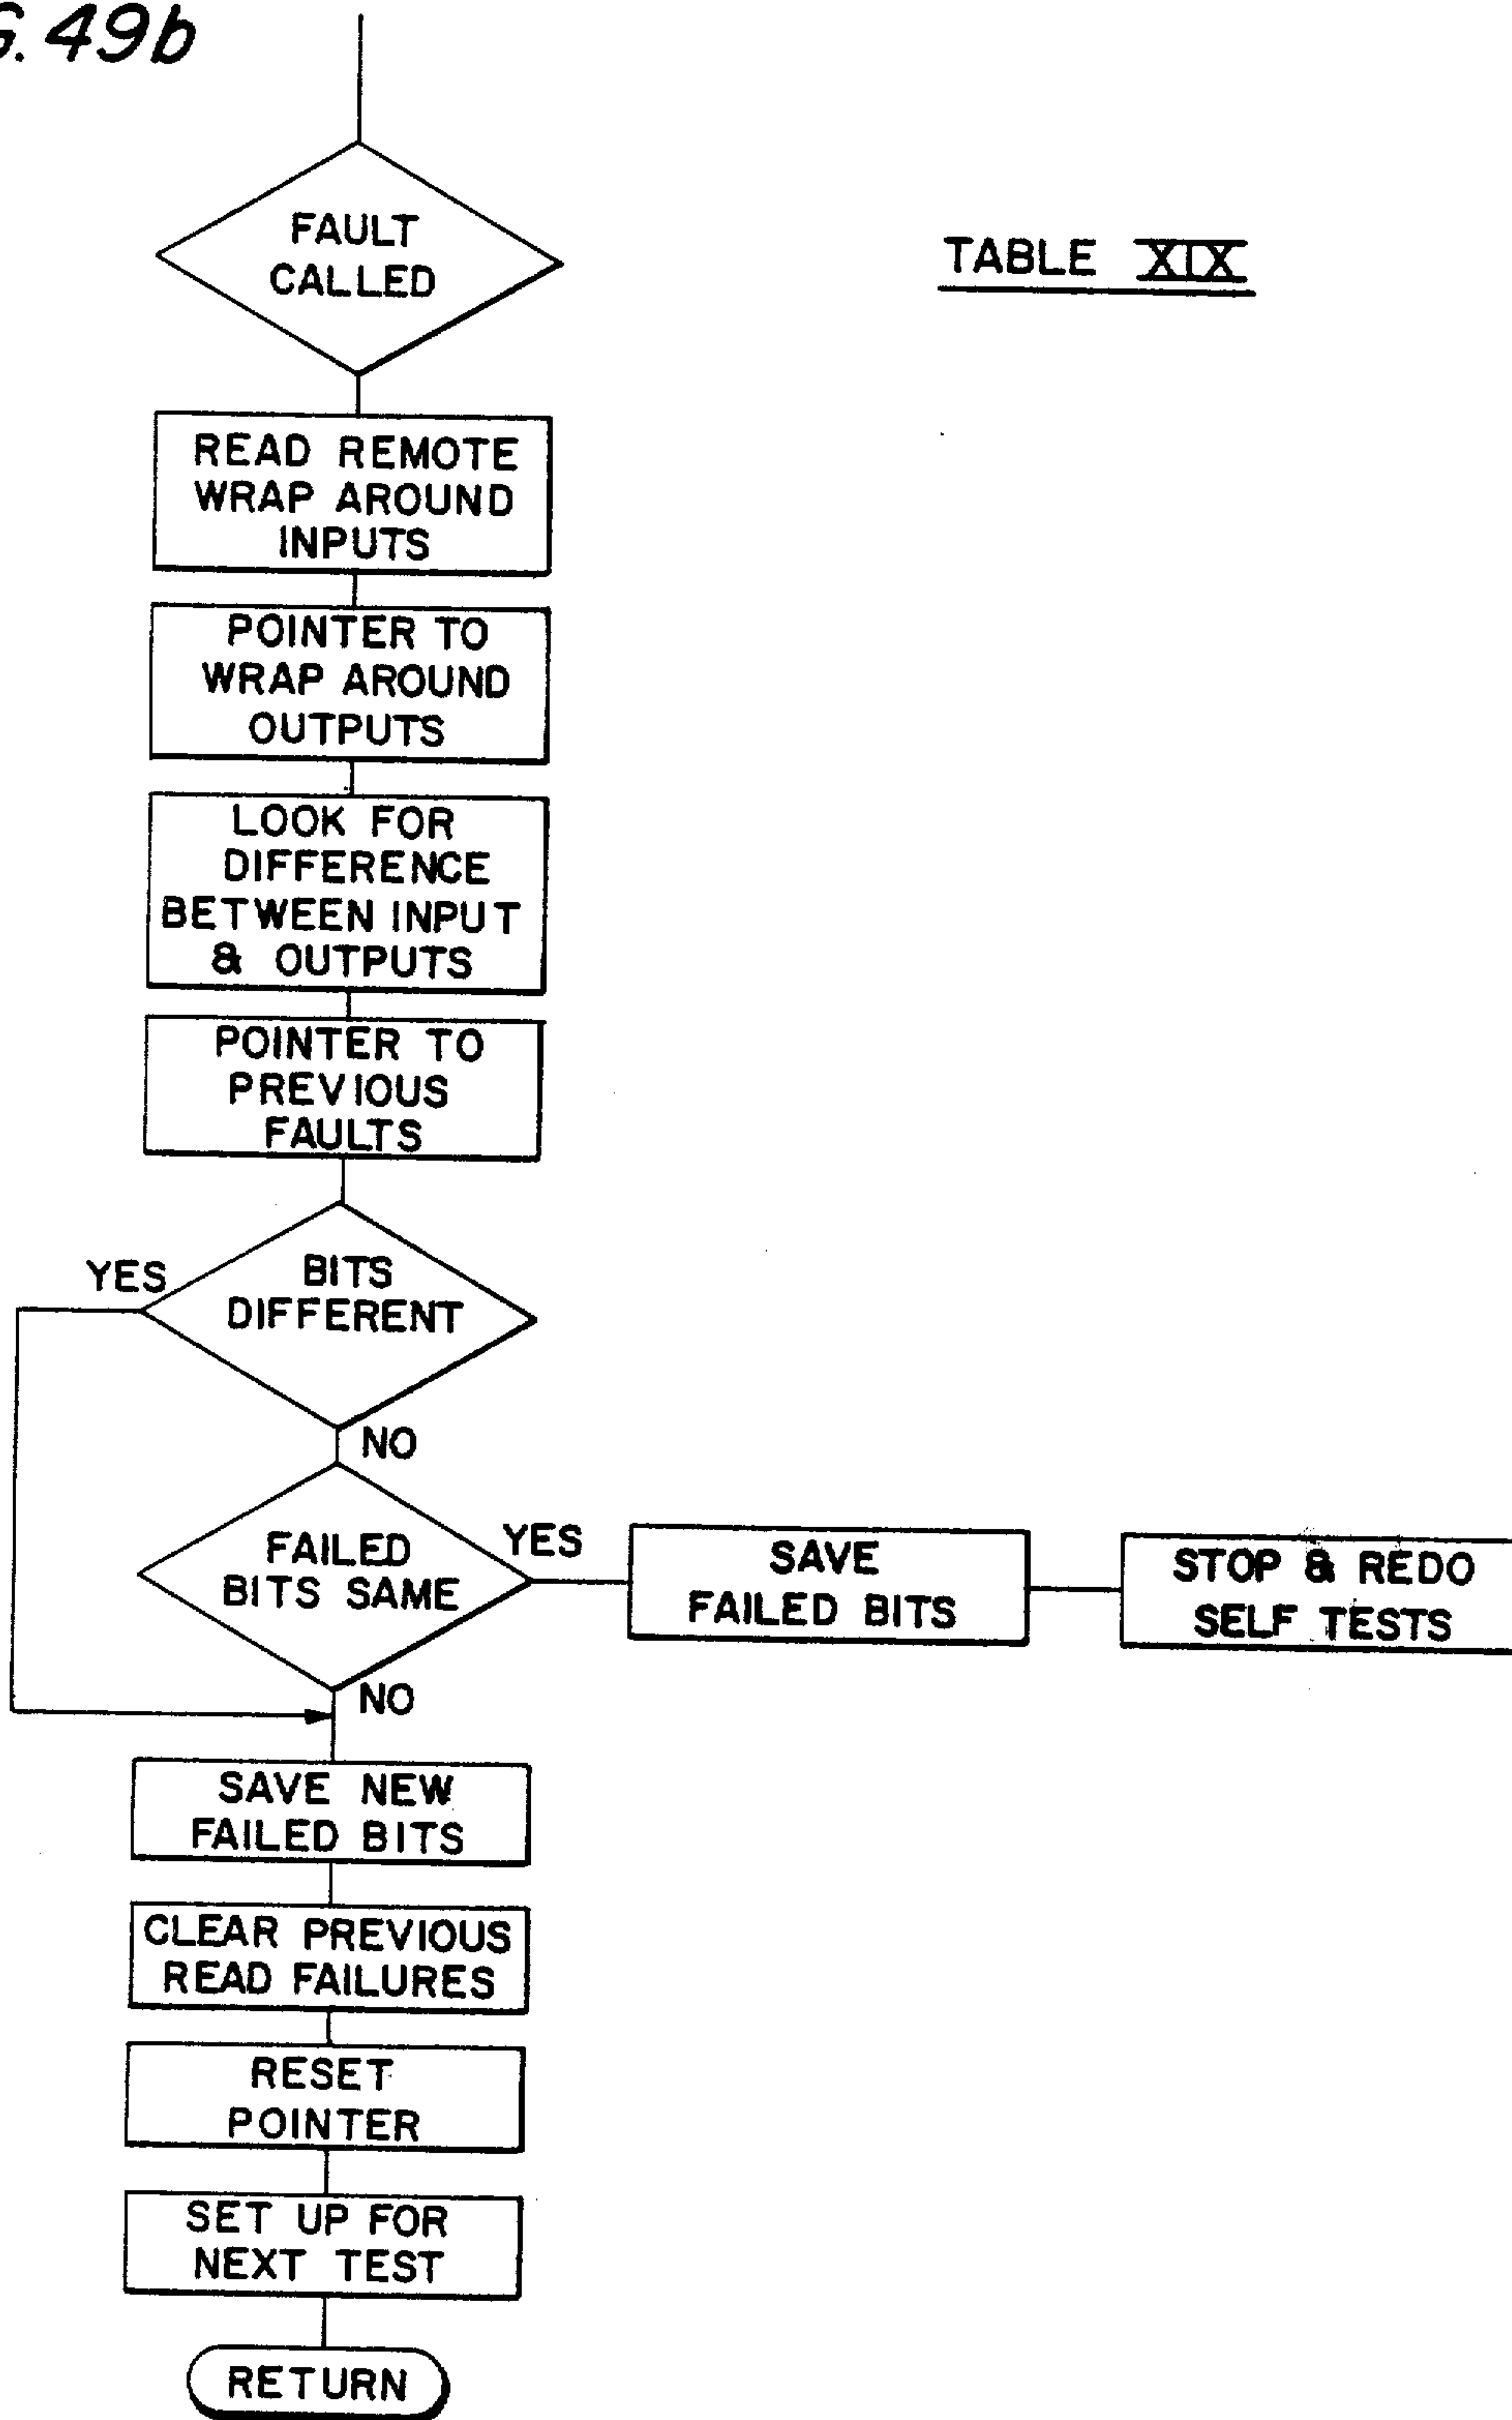 G. 49b
TABLE XIX
FAULT
CALLED
READ REMOTE
WRAP AROUND
INPUTS
POINTER TO
WRAP AROUND
OUTPUTS
LOOK FOR
DIFFERENCE
BETWEEN INPUT
& OUTPUTS
POINTER TO
PREVIOUS
FAULTS
YES
BITS
DIFFERENT
NO
FAILED
BITS SAME
YES
SAVE
FAILED BITS
STOP & REDO
SELF TESTS
NO
SAVE NEW
FAILED BITS
CLEAR PREVIOUS
READ FAILURES
RESET
POINTER
SET UP FOR
NEXT TEST
RETURN